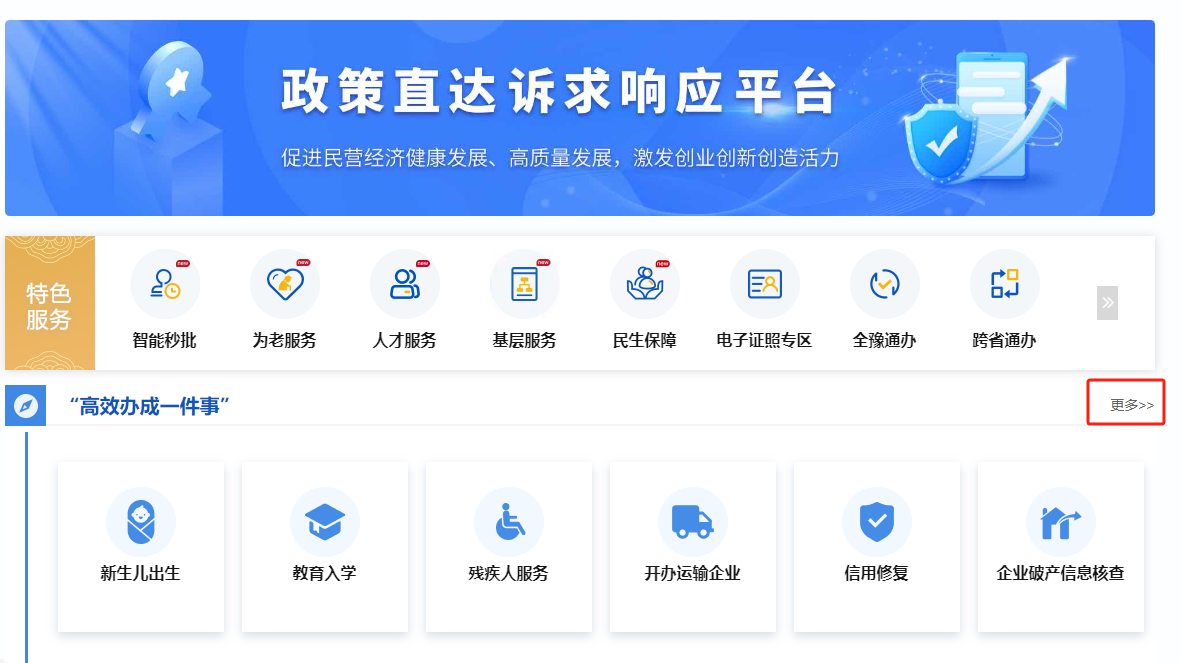 政策直达诉求响应平台
促进民营经济健康发展、高质量发展，激发创业创新创造活力
特色
服务
new
new
new
new
new
智能秒批
为老服务
人才服务
基层服务
民生保障
电子证照专区
全豫通办
跨省通办
»
“高效办成一件事”
更多>>
新生儿出生
教育入学
残疾人服务
开办运输企业
信用修复
企业破产信息核查